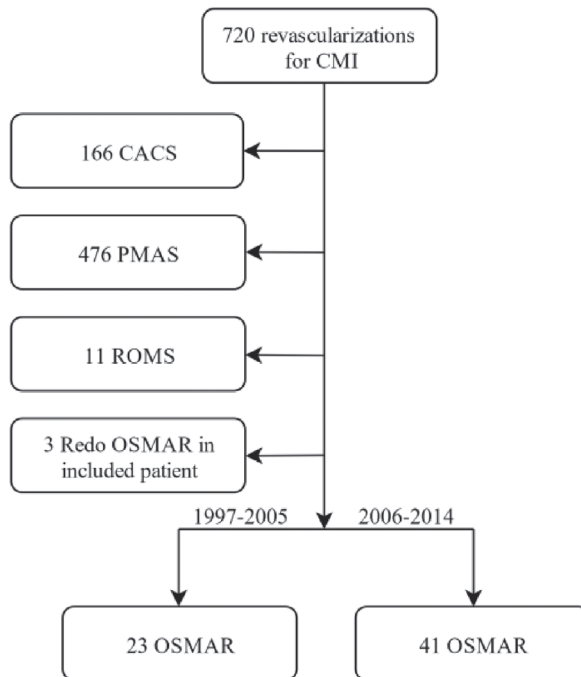 720 revascularizations
for CMI
166 CACS
476 PMAS
11 ROMS
3 Redo OSMAR in
included patient
1997-2005
2006-2014
23 OSMAR
41 OSMAR